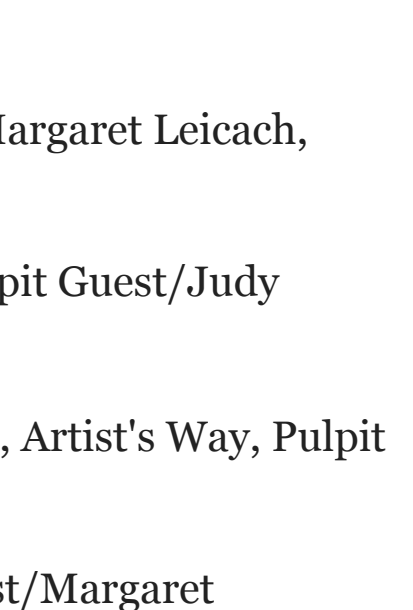 Margaret Leicach,
pit Guest/Judy
, Artist's Way, Pulpit
st/Margaret